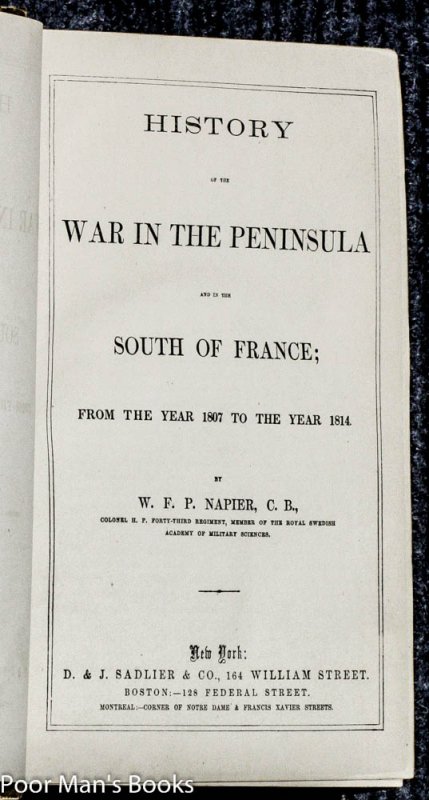 HISTORY
OF THE
WAR IN THE PENINSULA
AND IN THE
SOUTH OF FRANCE;
FROM THE YEAR 1807 TO THE YEAR 1814.
BY
W. F. P. NAPIER, C. B.,
COLONEL H. P. FORTY-THIRD REGIMENT, MEMBER OF THE ROYAL SWEDISH
ACADEMY OF MILITARY SCIENCES.
New York:
D. & J. SADLIER & CO., 164 WILLIAM STREET.
BOSTON:—128 FEDERAL STREET.
MONTREAL:—CORNER OF NOTRE DAME & FRANCIS XAVIER STREETS.
Poor Man's Books